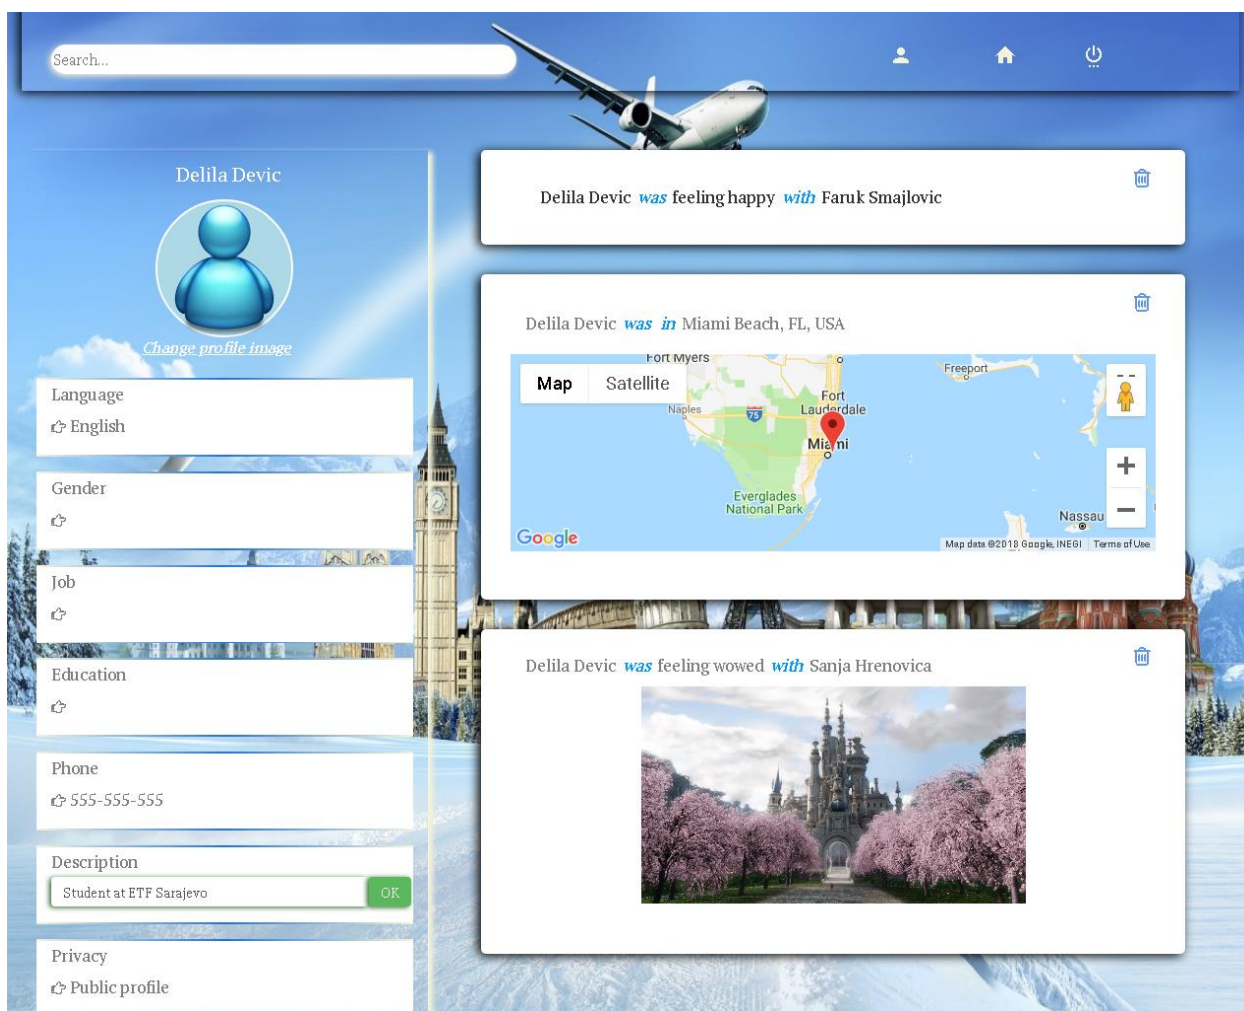 Search...
Delila Devic
Change profile image
Language
English
Gender
Job
Education
Phone
555-555-555
Description
Student at ETF Sarajevo
OK
Privacy
Public profile
Delila Devic was feeling happy with Faruk Smajlovic
Delila Devic was in Miami Beach, FL, USA
Fort Myers
Freeport
Map Satellite
Fort
Lauderdale
Naples
75
Miami
Everglades
National Park
Nassau
Google
Map data ©2018 Google, INEGI Terms of Use
Delila Devic was feeling wowed with Sanja Hrenovica